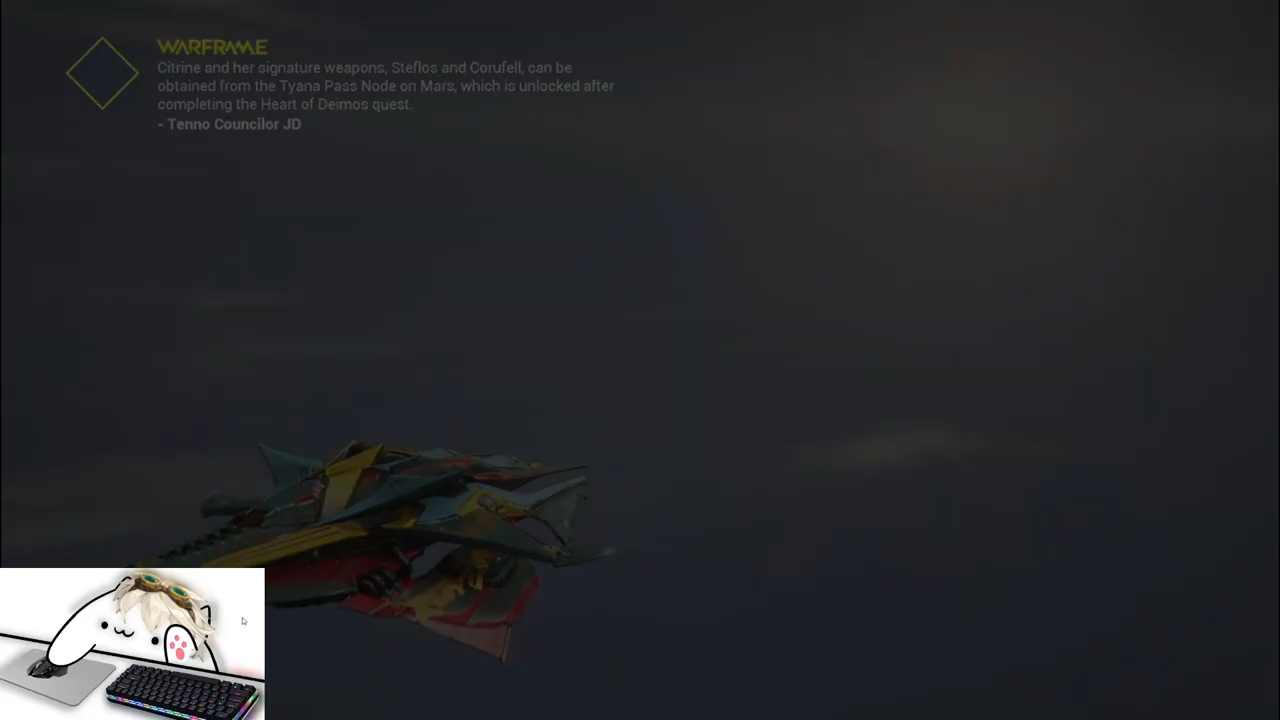 WARFRAME
Citrine and her signature weapons, Steflos and Corufell, can be
obtained from the Tyana Pass Node on Mars, which is unlocked after
completing the Heart of Deimos quest.
- Tenno Councilor JD